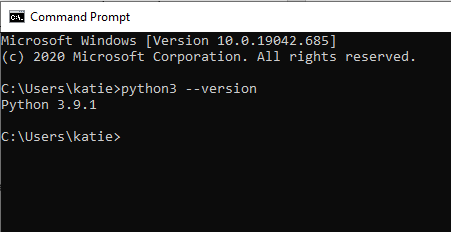 Command Prompt
Microsoft Windows [Version 10.0.19042.685]
(c) 2020 Microsoft Corporation. All rights reserved.
C:\Users\katie>python3 --version
Python 3.9.1
C:\Users\katie>